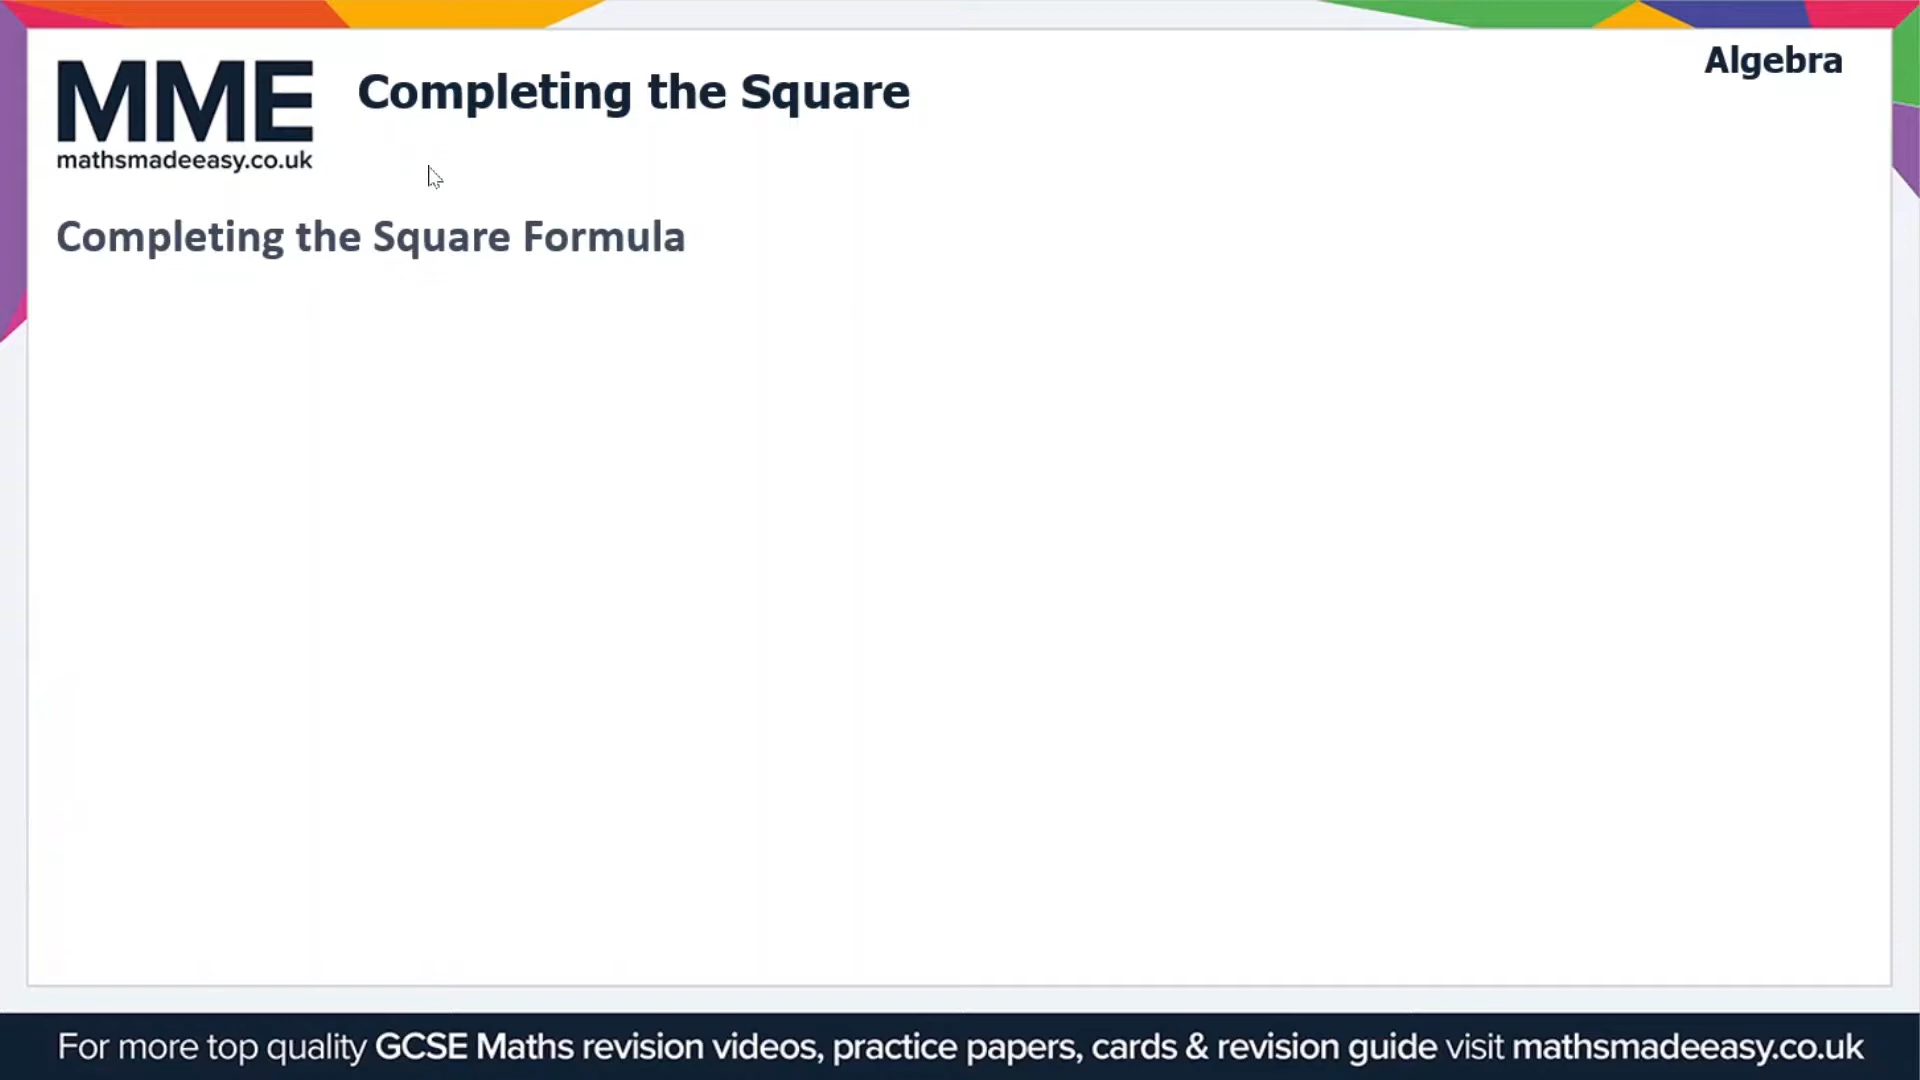 Algebra
MME
mathsmadeeasy.co.uk
Completing the Square
Completing the Square Formula
For more top quality GCSE Maths revision videos, practice papers, cards & revision guide visit mathsmadeeasy.co.uk